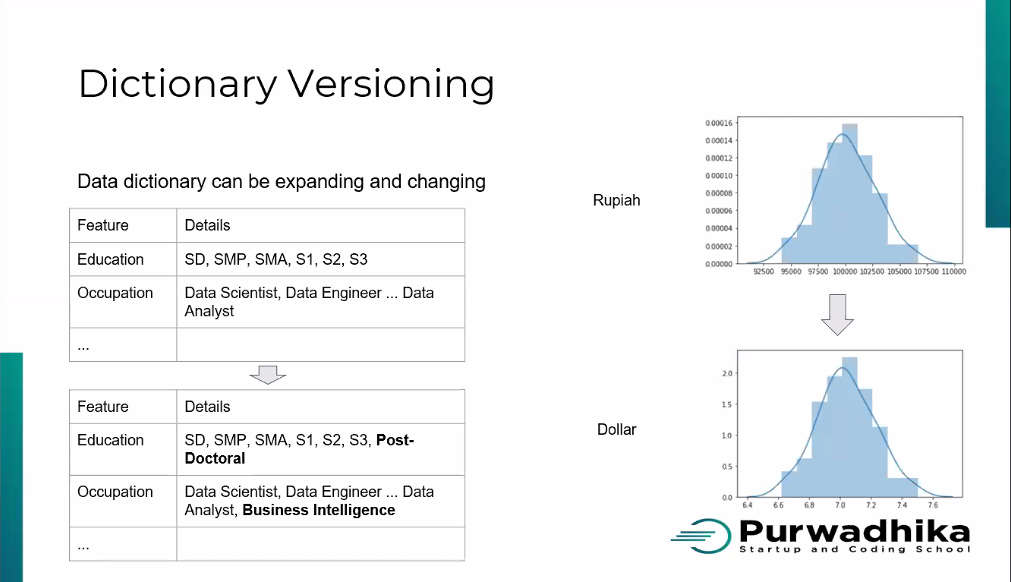 Dictionary Versioning
Data dictionary can be expanding and changing
Feature Details
Education SD, SMP, SMA, S1, S2, S3
Occupation Data Scientist, Data Engineer ... Data
Analyst
...
Feature Details
Education SD, SMP, SMA, S1, S2, S3, Post-
Doctoral
Occupation Data Scientist, Data Engineer ... Data
Analyst, Business Intelligence
...
Rupiah
0.00016
0.00014
0.00012
0.00010
0.00008
0.00006
0.00004
0.00002
0.00000
92500 95000 97500 100000 102500 105000 107500 110000
Dollar
2.0
1.5
1.0
0.5
0.0
6.4 6.6 6.8 7.0 7.2 7.4 7.6
Purwadhika
Startup and Coding School